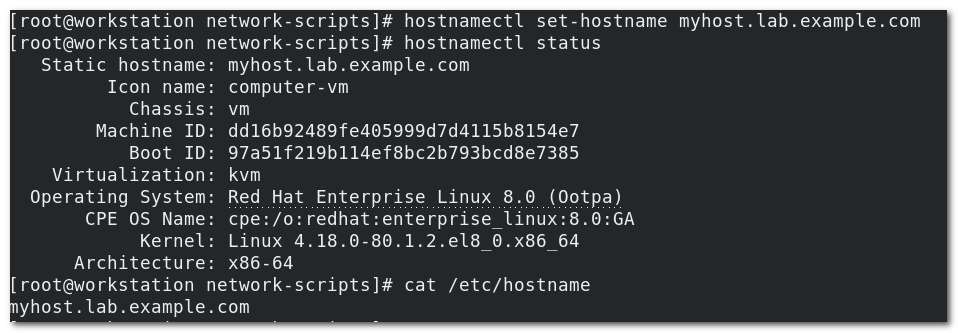 [root@workstation network-scripts]# hostnamectl set-hostname myhost.lab.example.com
[root@workstation network-scripts]# hostnamectl status
   Static hostname: myhost.lab.example.com
         Icon name: computer-vm
           Chassis: vm
        Machine ID: dd16b92489fe405999d7d4115b8154e7
           Boot ID: 97a51f219b114ef8bc2b793bcd8e7385
    Virtualization: kvm
  Operating System: Red Hat Enterprise Linux 8.0 (Ootpa)
       CPE OS Name: cpe:/o:redhat:enterprise_linux:8.0:GA
            Kernel: Linux 4.18.0-80.1.2.el8_0.x86_64
      Architecture: x86-64
[root@workstation network-scripts]# cat /etc/hostname
myhost.lab.example.com